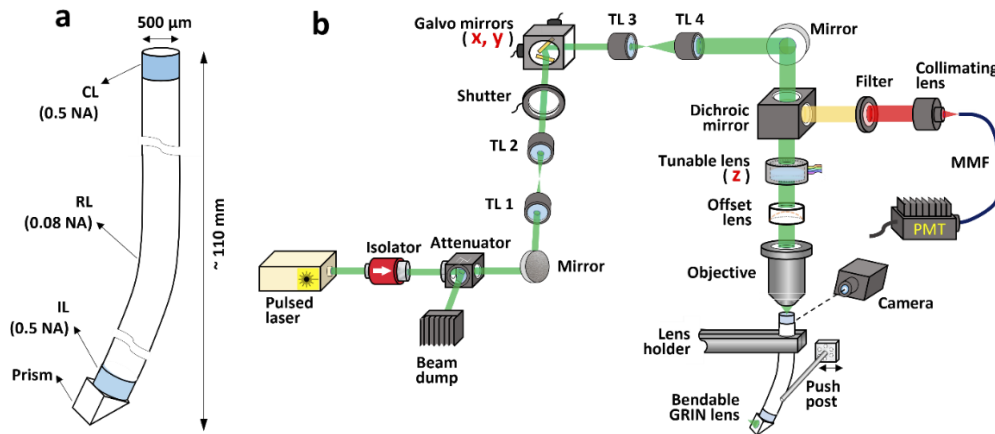 a
500 µm
CL
(0.5 NA)
RL
(0.08 NA)
~ 110 mm
IL
(0.5 NA)
Prism
b
Galvo mirrors
(x, y)
TL 3
TL 4
Mirror
Shutter
TL 2
TL 1
Isolator
Attenuator
Mirror
Pulsed
laser
Beam
dump
Dichroic
mirror
Filter
Collimating
lens
MMF
PMT
Tunable lens
(z)
Offset
lens
Objective
Camera
Lens
holder
Push
post
Bendable
GRIN lens